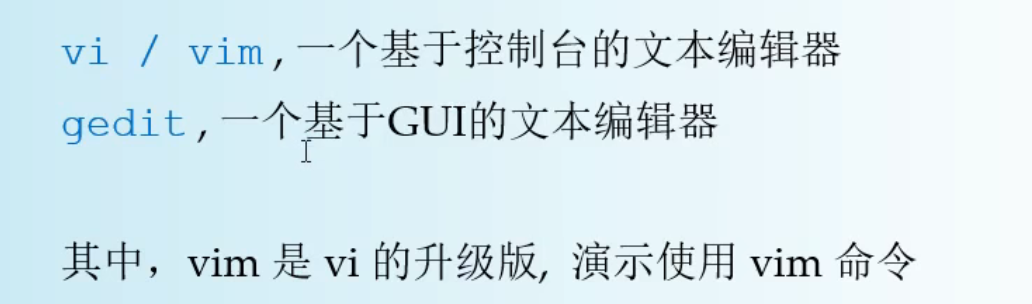 vi / vim , 一个基于控制台的文本编辑器
gedit , 一个基于GUI的文本编辑器
其中，vim 是 vi 的升级版, 演示使用 vim 命令